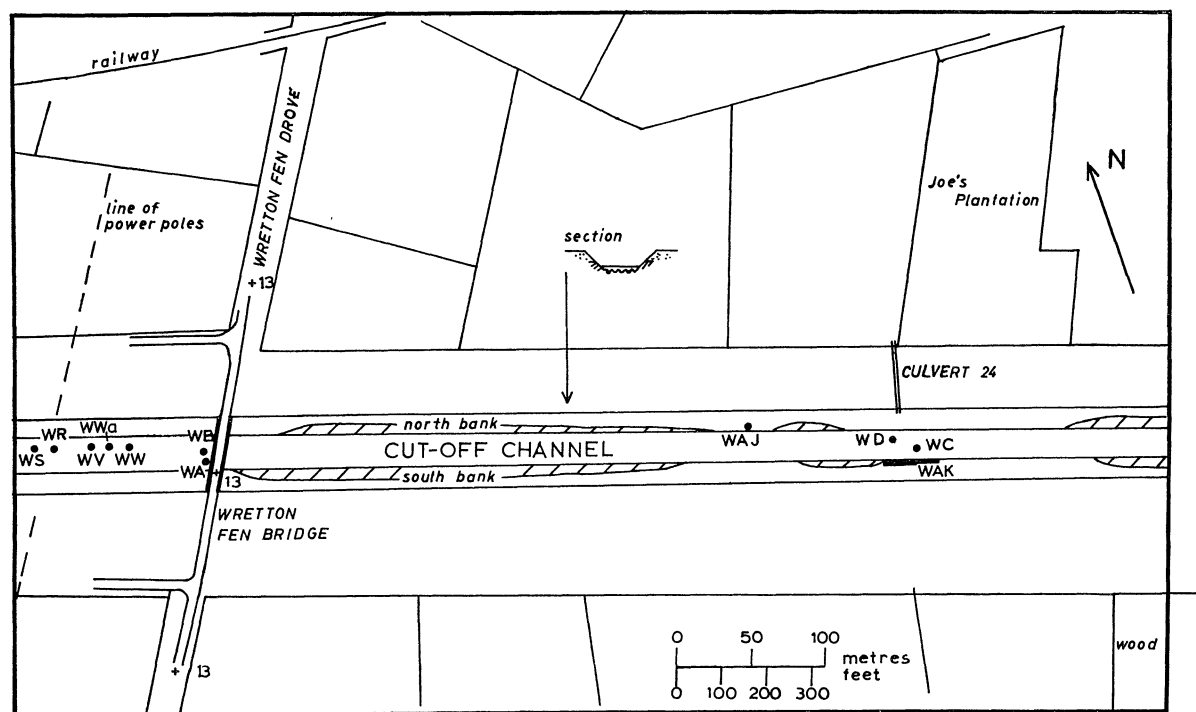 railway
WRETTON FEN DROVE
N
Joe's
Plantation
line of
power poles
section
+13
CULVERT 24
WWa
WR
WB
north bank
WAJ
WD
WC
WS
WV
WW
CUT-OFF CHANNEL
WA
WAK
+
13
south bank
WRETTON
FEN BRIDGE
0 50 100
metres
feet
0 100 200 300
wood
+ 13